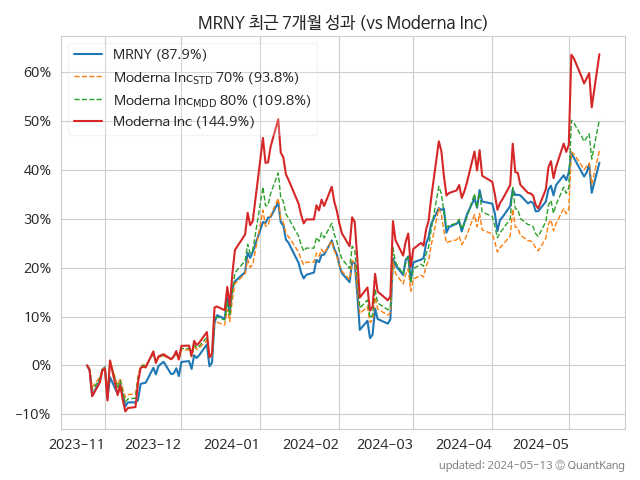 MRNY 최근 7개월 성과 (vs Moderna Inc)
MRNY (87.9%)
Moderna Inc_STD 70% (93.8%)
Moderna Inc_MDD 80% (109.8%)
Moderna Inc (144.9%)
60%
50%
40%
30%
20%
10%
0%
−10%
2023-11 2023-12 2024-01 2024-02 2024-03 2024-04 2024-05
updated: 2024-05-13 © QuantKang